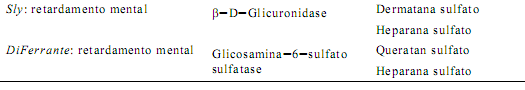 Sly: retardamento mental β−D−Glicuronidase Dermatana sulfato
Heparana sulfato
DiFerrante: retardamento mental Glicosamina−6−sulfato sulfatase Queratan sulfato
Heparana sulfato